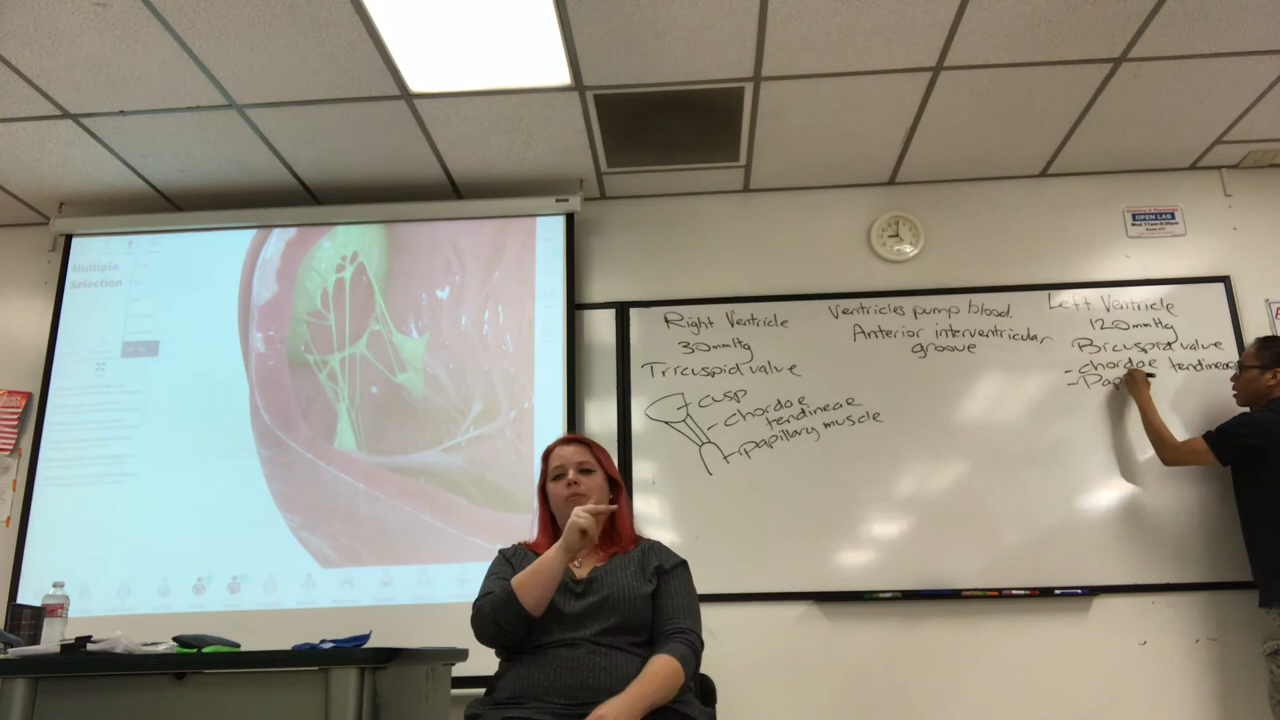 Multiple
Selection
OPEN LAB
Right Ventricle
30mmHg
Tricuspid valve
cusp
- chordae
tendineae
papillary muscle
Ventricles pump blood.
Anterior interventricular
groove
Left Ventricle
120mmHg
Bicuspid valve
- chordae tendineae
- Pap